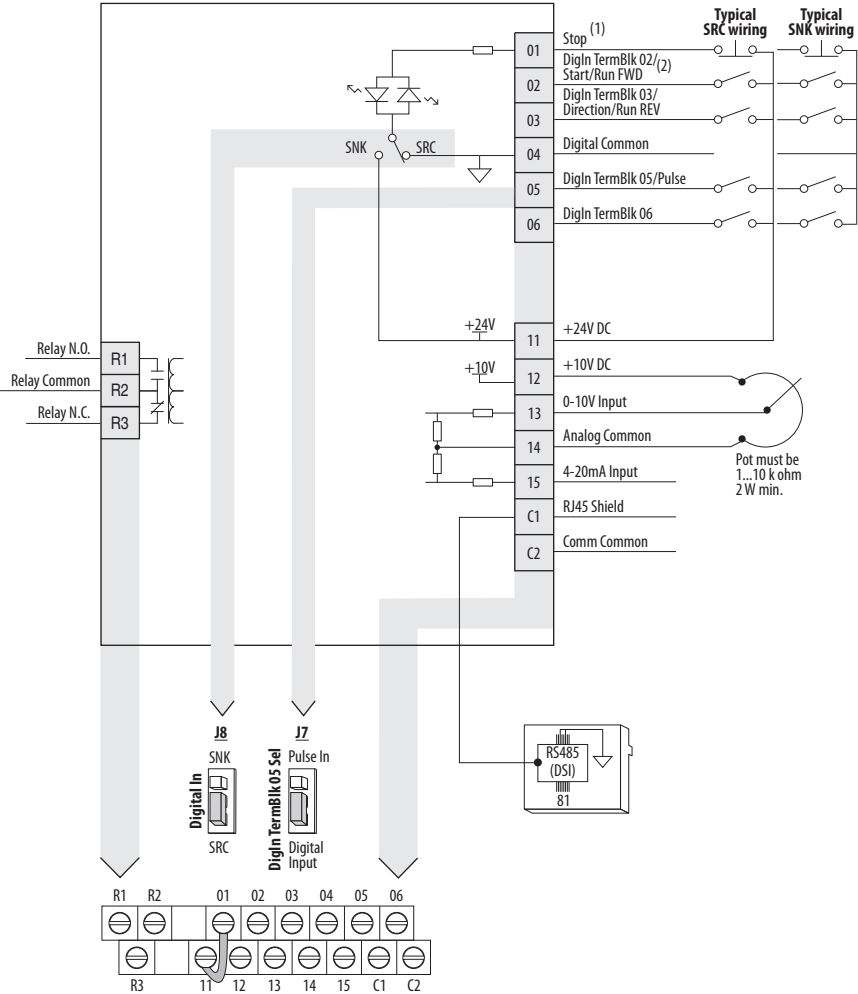 Typical
SRC wiring
Typical
SNK wiring
01
Stop (1)
02
DigIn TermBlk 02/
Start/Run FWD (2)
03
DigIn TermBlk 03/
Direction/Run REV
SNK
SRC
04
Digital Common
05
DigIn TermBlk 05/Pulse
06
DigIn TermBlk 06
+24V
11
+24V DC
+10V
12
+10V DC
13
0-10V Input
14
Analog Common
15
4-20mA Input
Pot must be
1...10 k ohm
2 W min.
C1
RJ45 Shield
C2
Comm Common
Relay N.O.
R1
Relay Common
R2
Relay N.C.
R3
J8
SNK
Digital In
SRC
J7
Pulse In
DigIn TermBlk 05 Sel
Digital
Input
RS485
(DSI)
81
R1 R2 01 02 03 04 05 06
R3 11 12 13 14 15 C1 C2